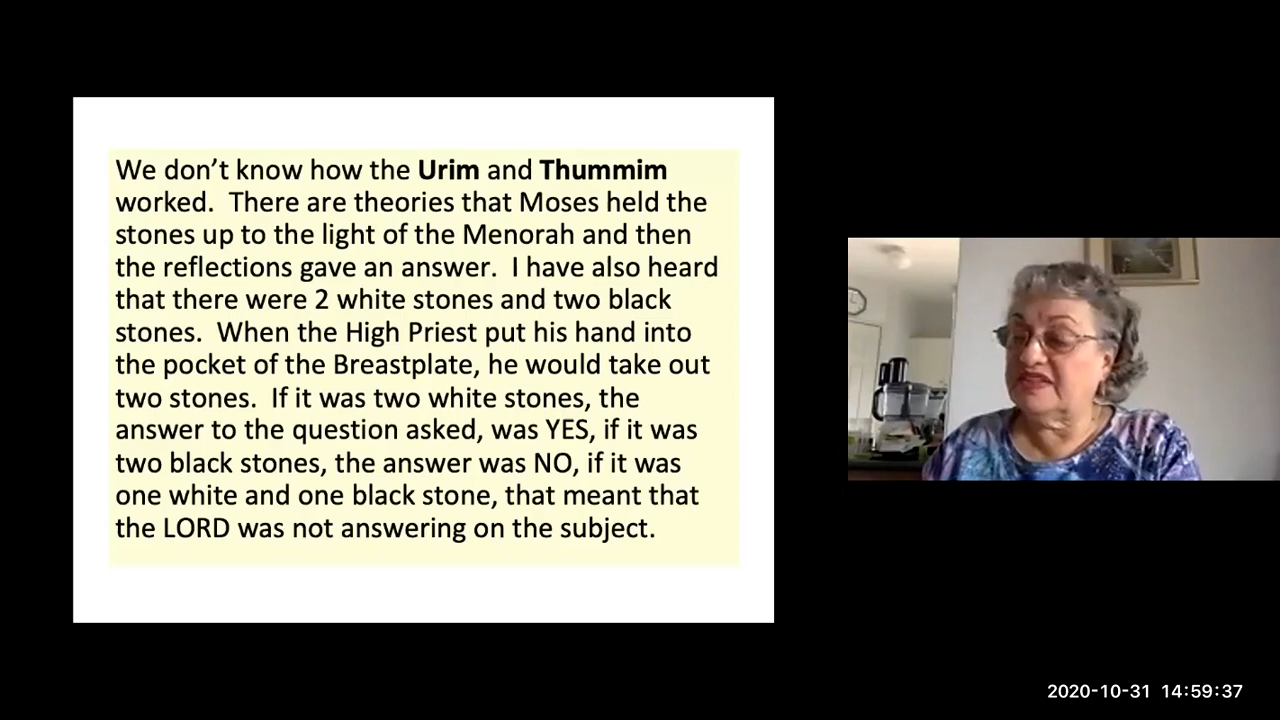 We don’t know how the Urim and Thummim
worked.  There are theories that Moses held the
stones up to the light of the Menorah and then
the reflections gave an answer.  I have also heard
that there were 2 white stones and two black
stones.  When the High Priest put his hand into
the pocket of the Breastplate, he would take out
two stones.  If it was two white stones, the
answer to the question asked, was YES, if it was
two black stones, the answer was NO, if it was
one white and one black stone, that meant that
the LORD was not answering on the subject.
2020-10-31 14:59:37